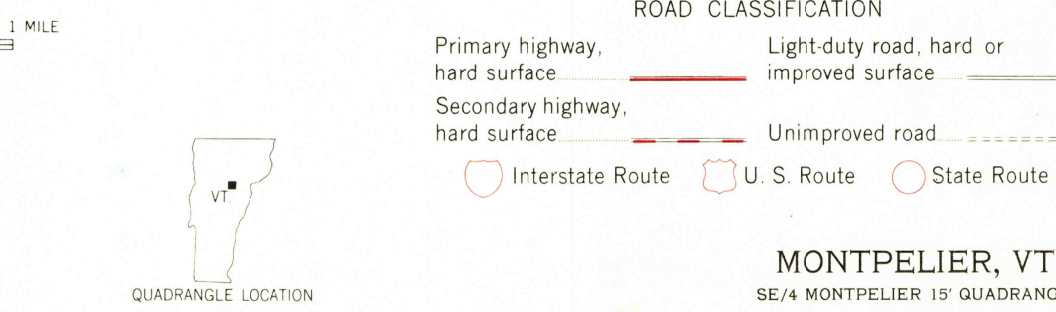 1 MILE
ROAD CLASSIFICATION
Primary highway,
hard surface
Light-duty road, hard or
improved surface
Secondary highway,
hard surface
Unimproved road
Interstate Route
U. S. Route
State Route
VT.
QUADRANGLE LOCATION
MONTPELIER, VT
SE/4 MONTPELIER 15′ QUADRANG